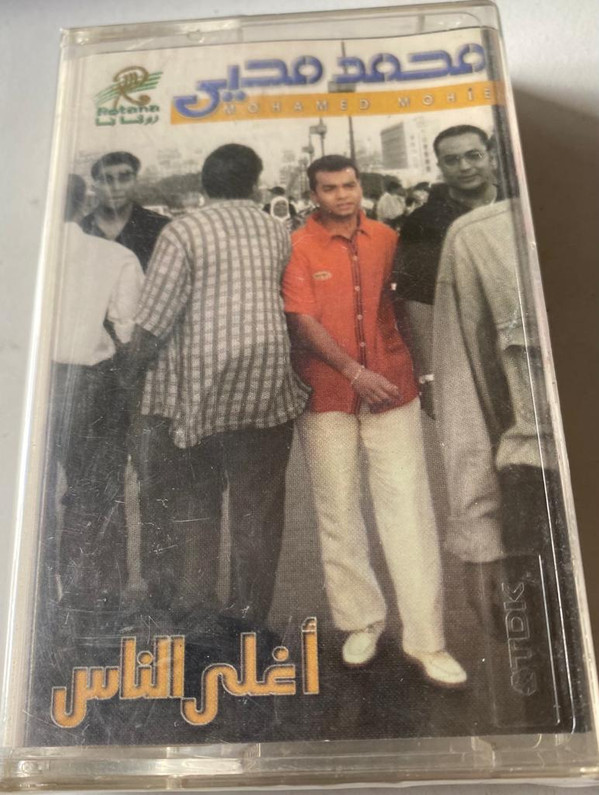 Rotana
روتانا
محمد محيي
MOHAMED MOHIE
أغلى الناس
TDK